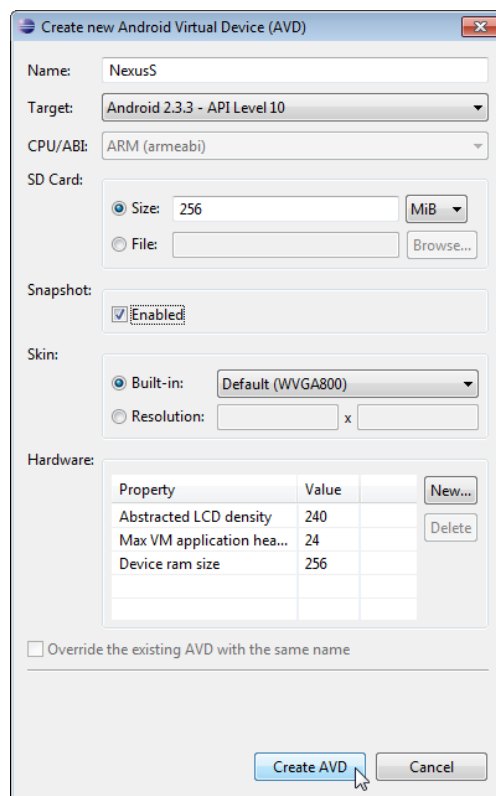 Create new Android Virtual Device (AVD)
Name: NexusS
Target: Android 2.3.3 - API Level 10
CPU/ABI: ARM (armeabi)
SD Card:
Size: 256 MiB
File: Browse...
Snapshot:
Enabled
Skin:
Built-in: Default (WVGA800)
Resolution: x
Hardware:
Property Value New...
Abstracted LCD density 240
Delete
Max VM application hea... 24
Device ram size 256
Override the existing AVD with the same name
Create AVD Cancel